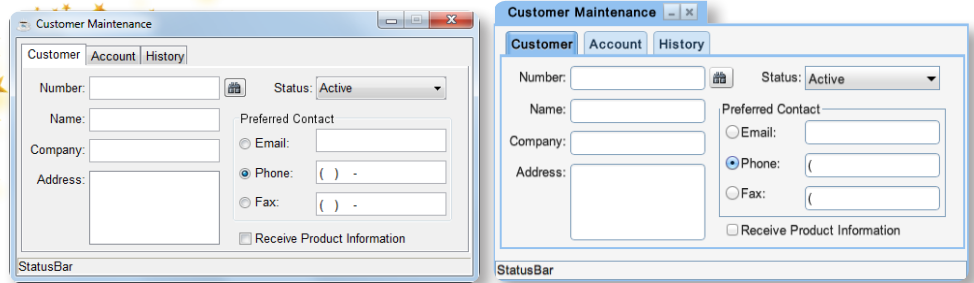 Customer Maintenance
Customer Account History
Number: Status: Active
Name: Preferred Contact
Email:
Company:
Phone: ( ) -
Address:
Fax: ( ) -
Receive Product Information
StatusBar
Customer Maintenance
Customer Account History
Number: Status: Active
Name: Preferred Contact
Email:
Company:
Phone: (
Address:
Fax: (
Receive Product Information
StatusBar